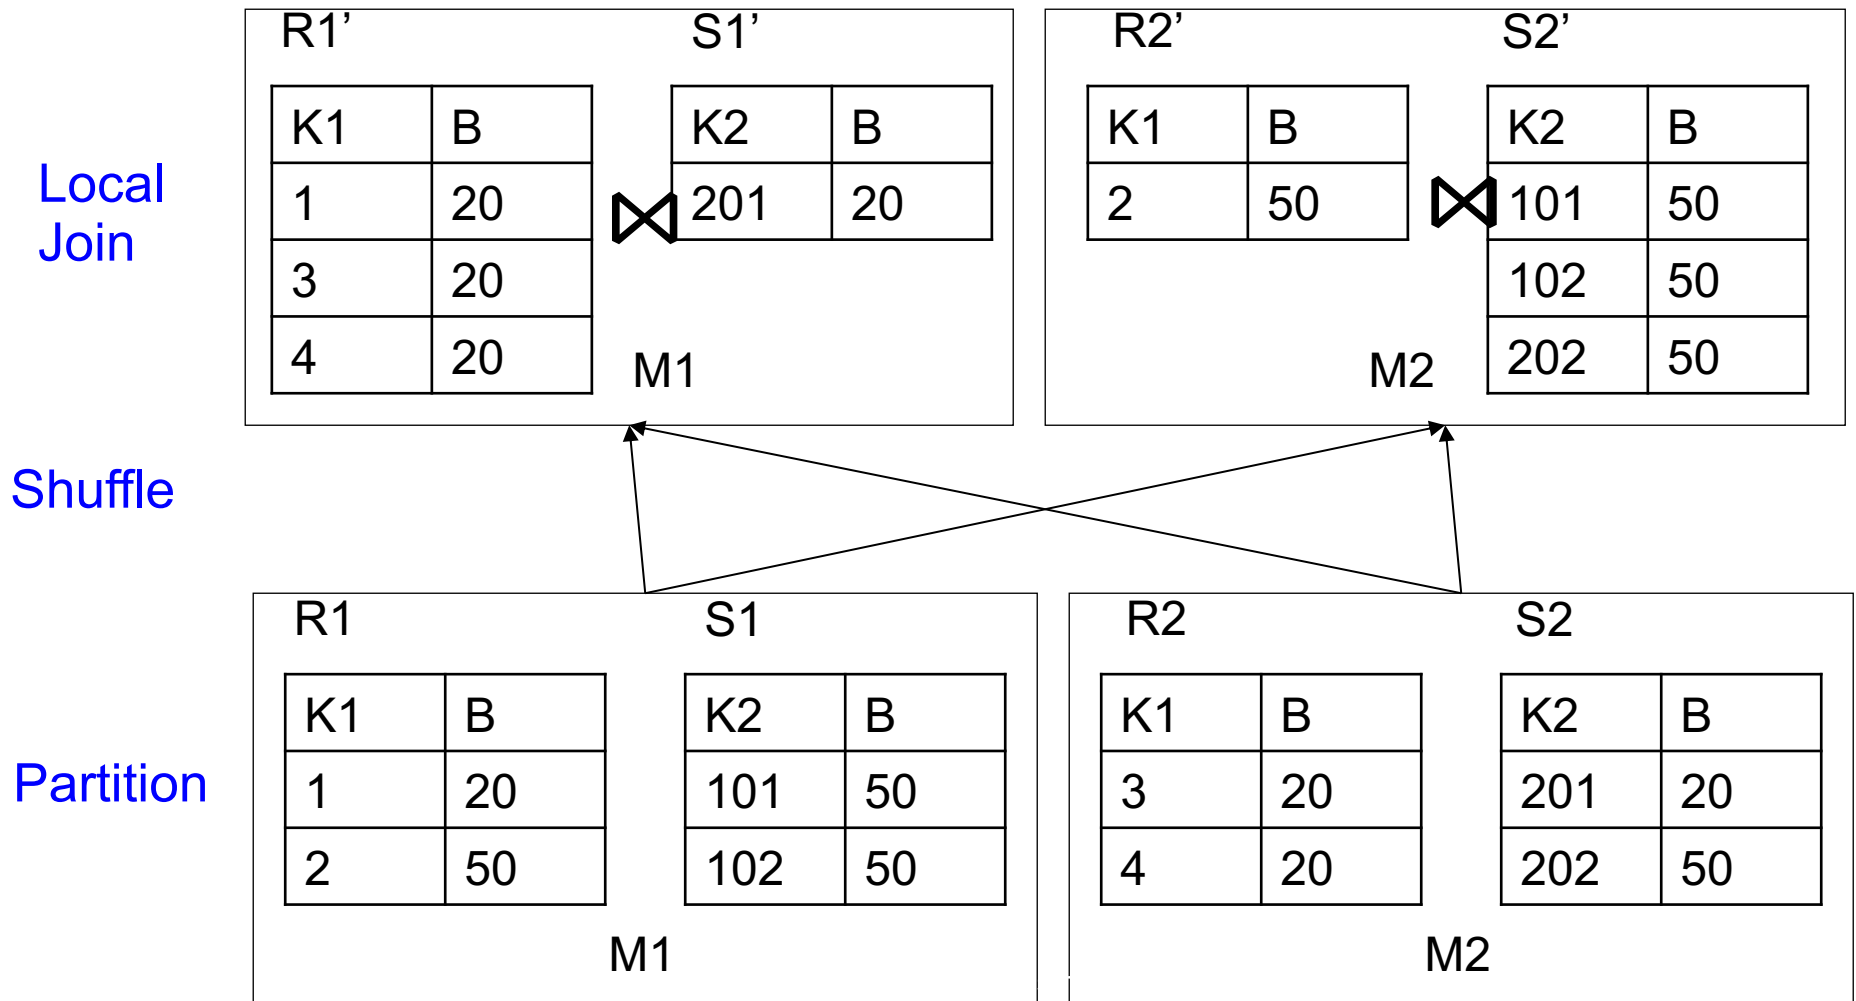 R1’ S1’ R2’ S2’
K1 B K2 B K1 B K2 B
Local
Join
1 20 201 20 2 50 101 50
3 20 102 50
4 20 202 50
M1 M2
Shuffle
R1 S1 R2 S2
K1 B K2 B K1 B K2 B
Partition
1 20 101 50 3 20 201 20
2 50 102 50 4 20 202 50
M1 M2